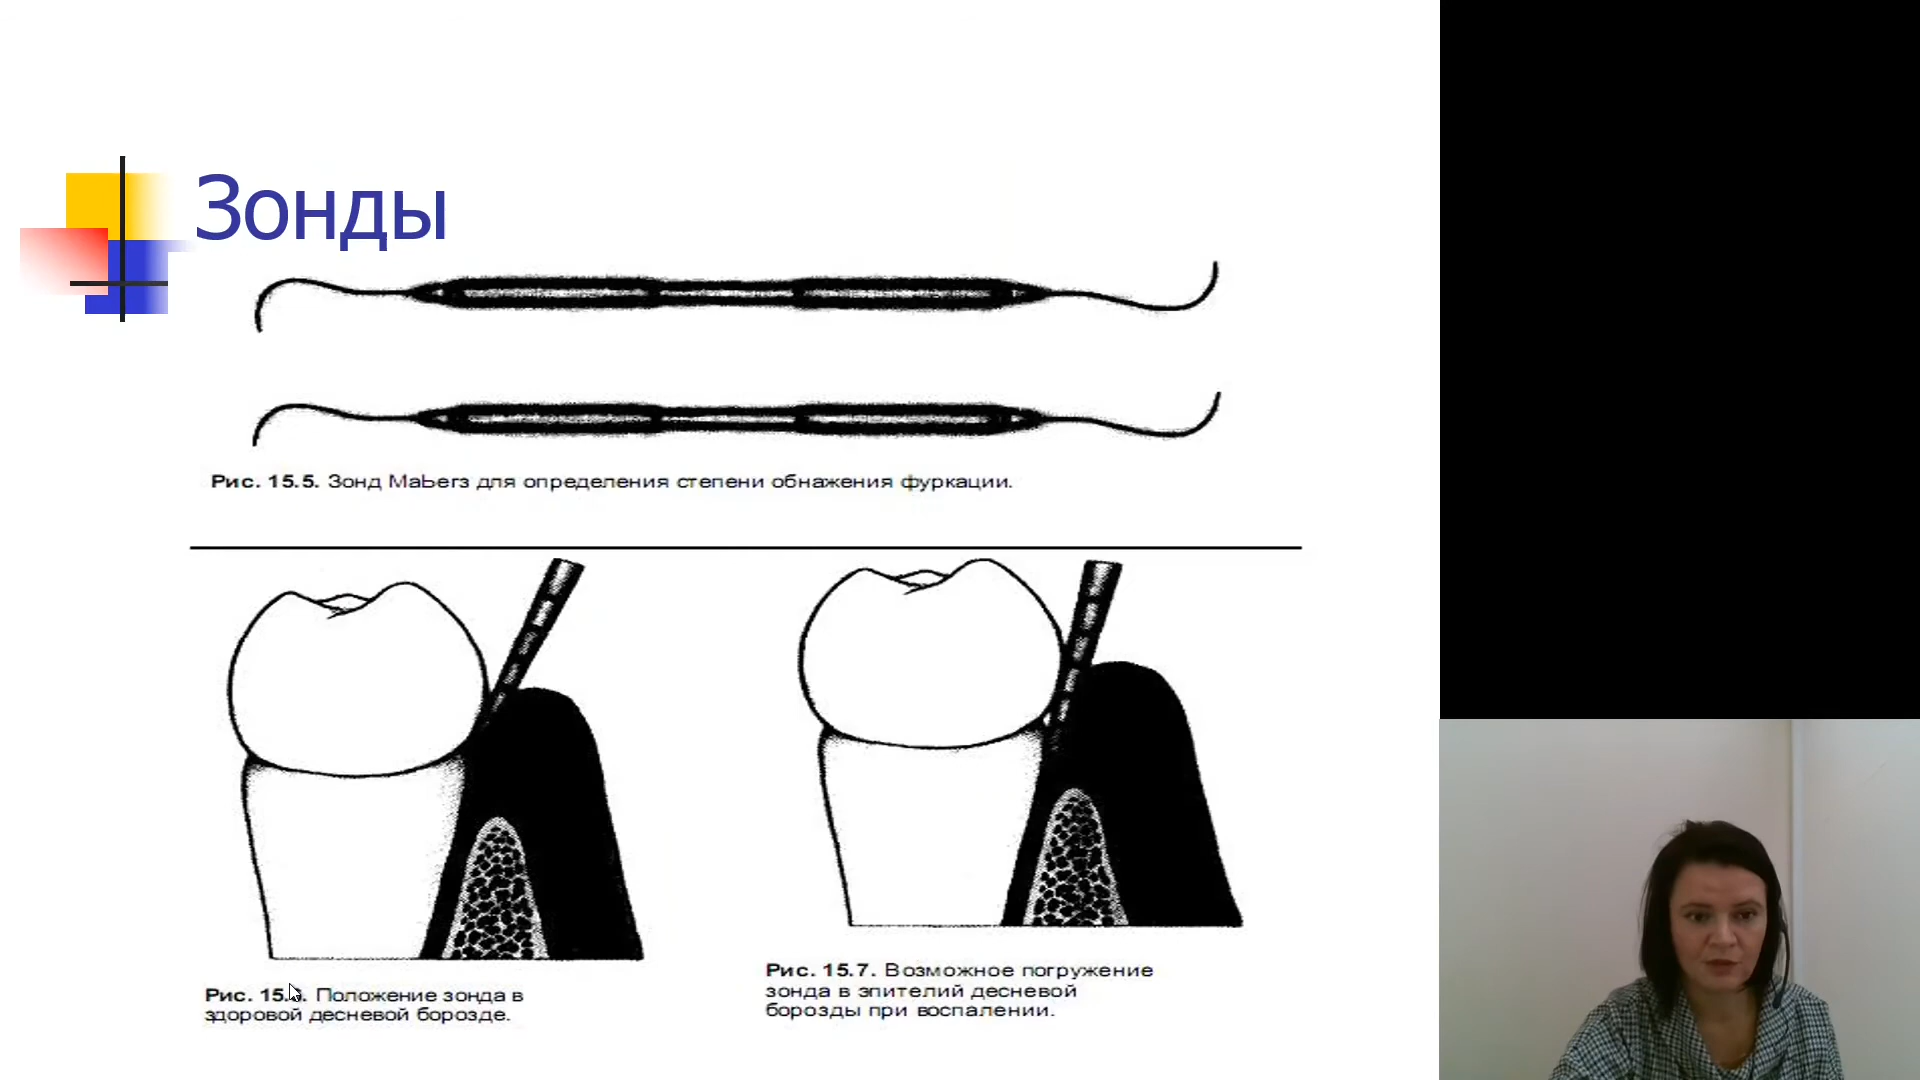 Зонды
Рис. 15.5. Зонд МаЬегз для определения степени обнажения фуркации.
Рис. 15. Положение зонда в
здоровой десневой борозде.
Рис. 15.7. Возможное погружение
зонда в эпителий десневой
борозды при воспалении.